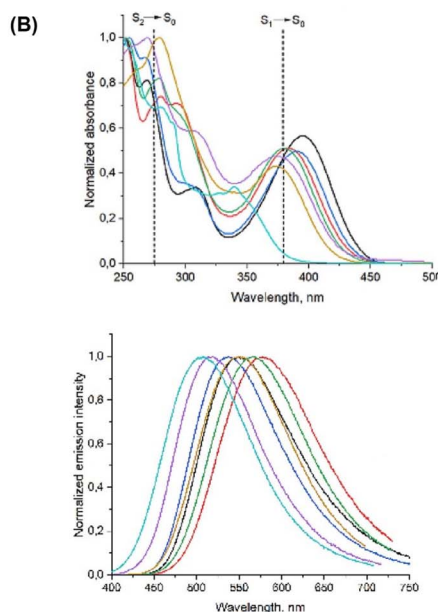 (B)
S2→S0
S1→S0
Normalized absorbance
1,0
0,8
0,6
0,4
0,2
0,0
250 300 350 400 450 500
Wavelength, nm
Normalized emission intensity
1,0
0,8
0,6
0,4
0,2
0,0
400 450 500 550 600 650 700 750
Wavelength, nm